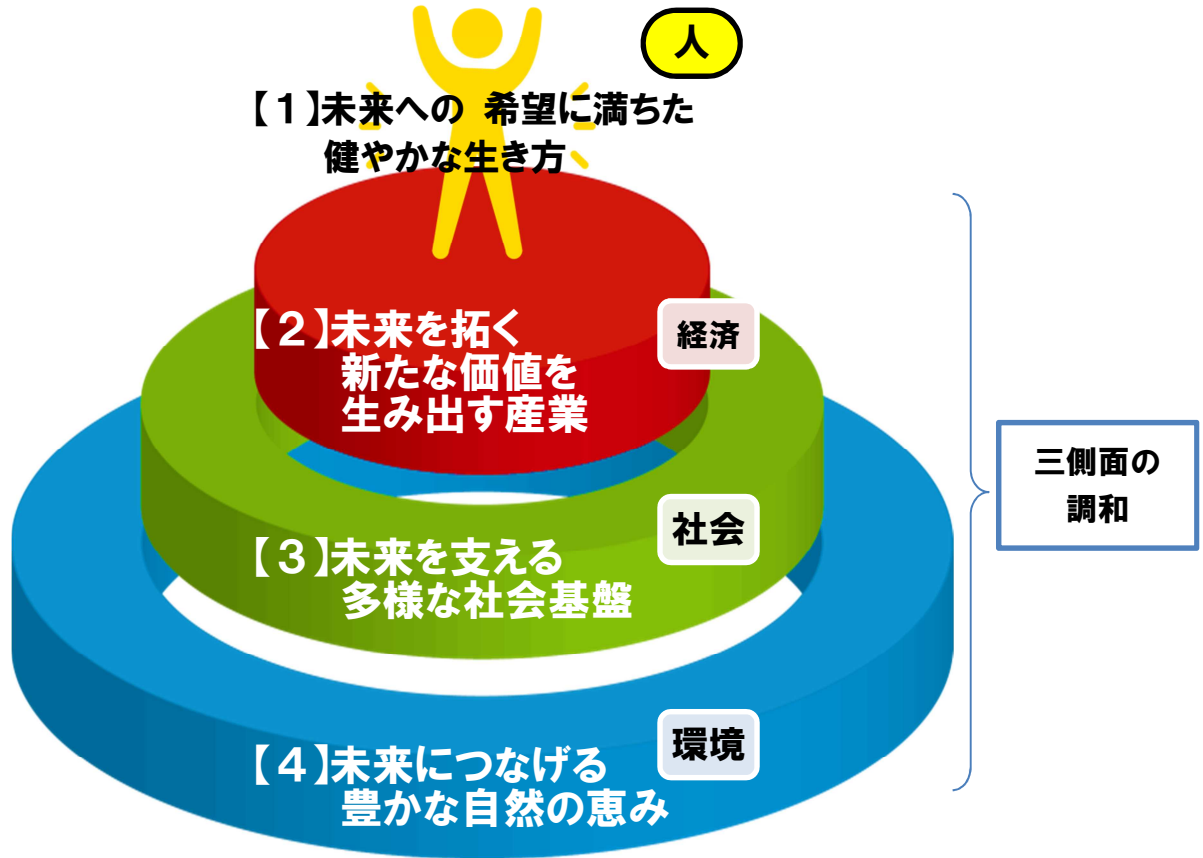 人
【１】未来への 希望に満ちた
健やかな生き方
【２】未来を拓く
新たな価値を
生み出す産業
経済
三側面の
調和
社会
【３】未来を支える
多様な社会基盤
環境
【４】未来につなげる
豊かな自然の恵み